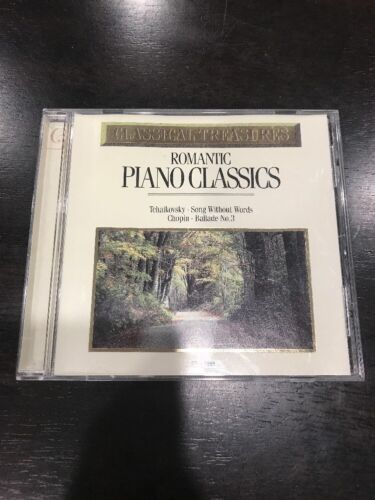 CLASSICAL TREASURES
ROMANTIC
PIANO CLASSICS
Tchaikovsky · Song Without Words
Chopin · Ballade No.3